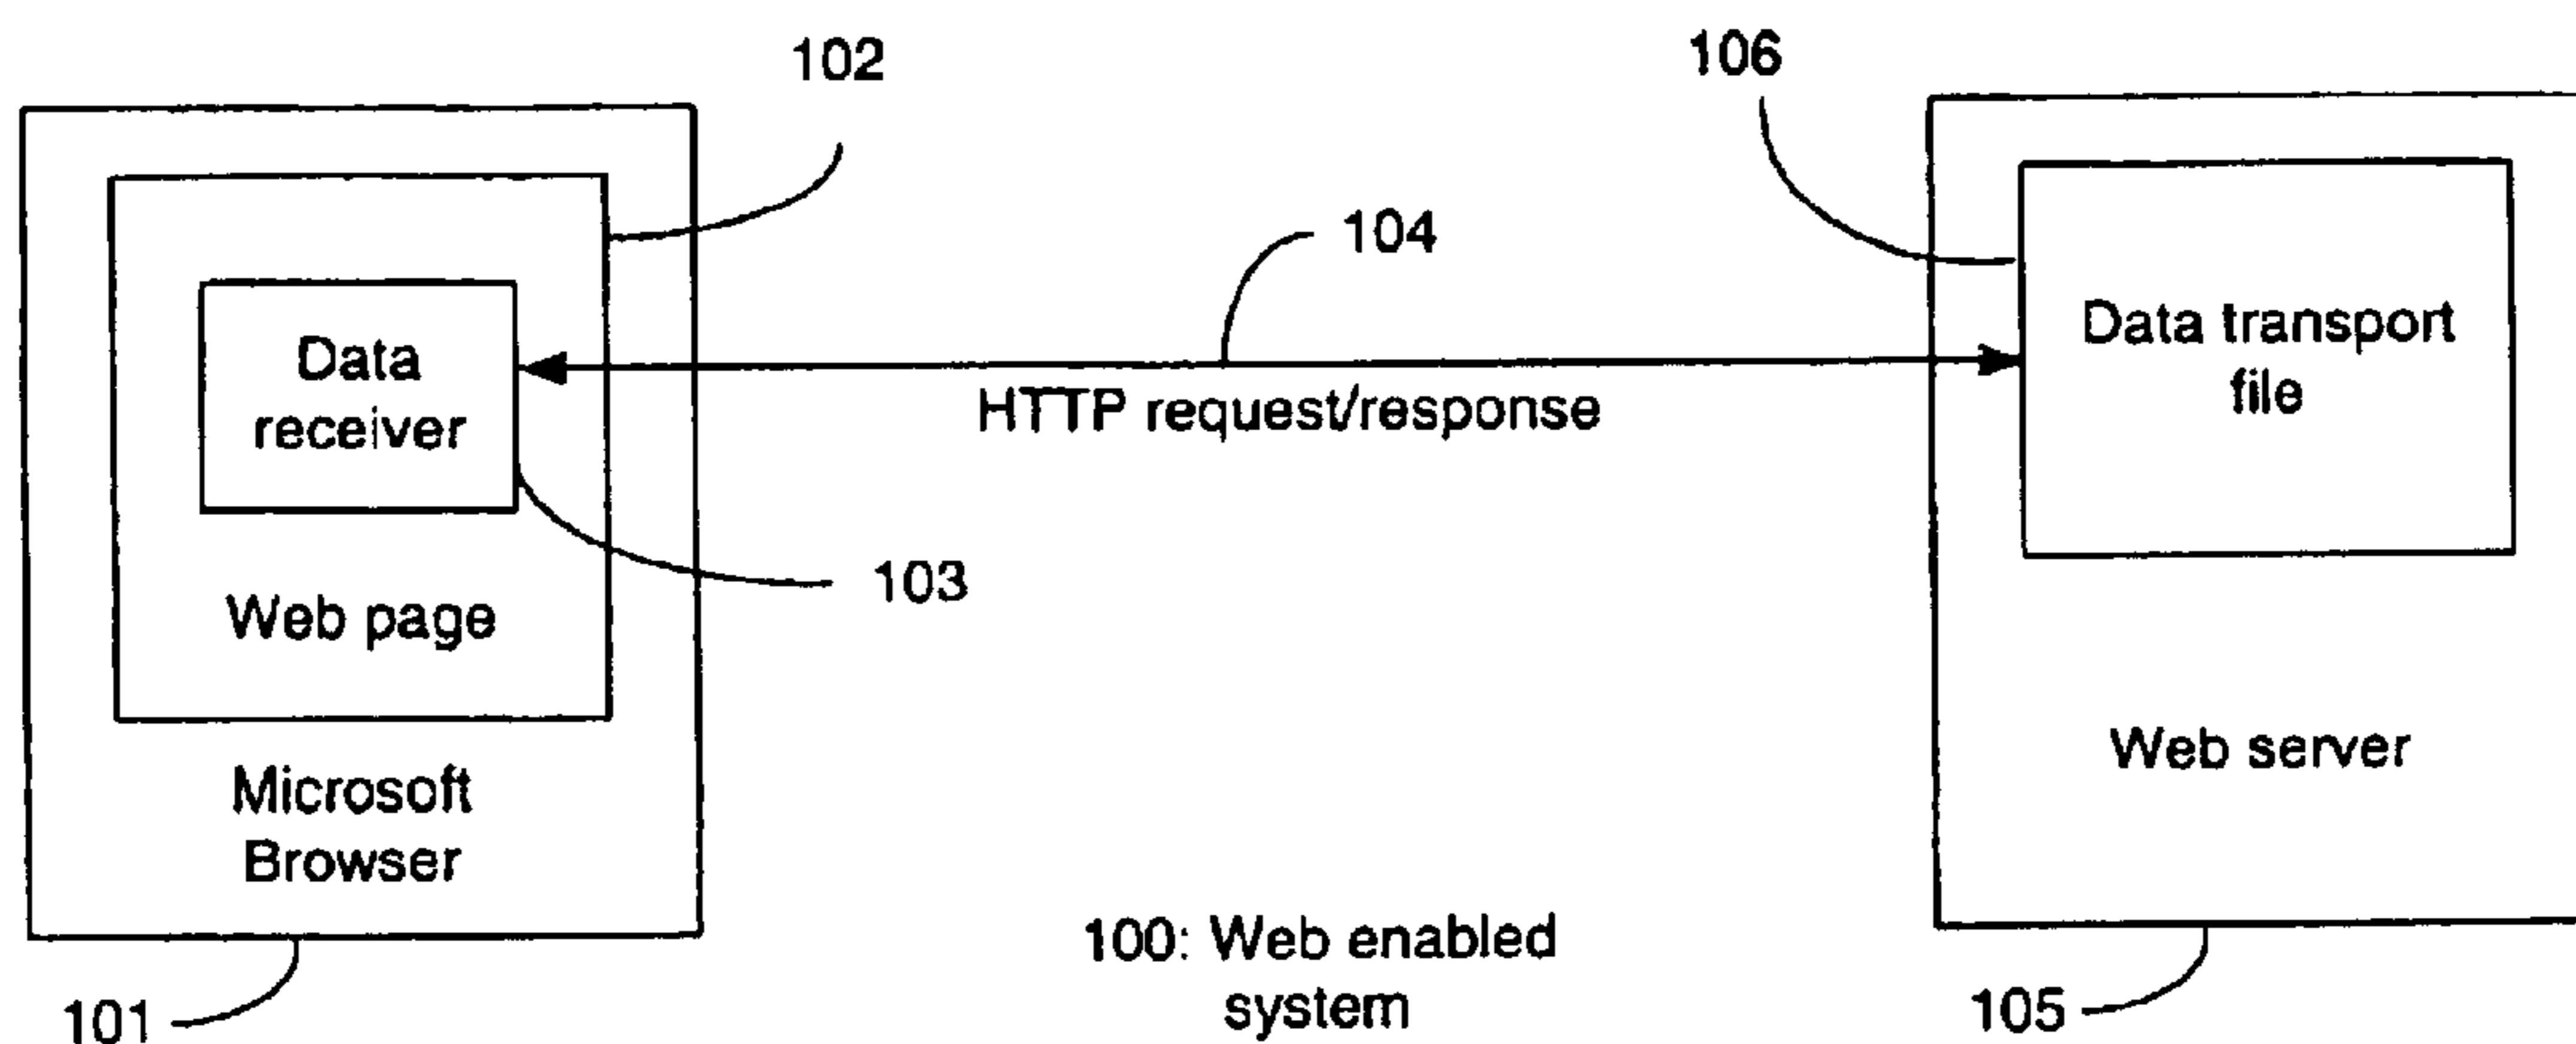 102
106
104
Data
receiver
HTTP request/response
Data transport
file
103
Web page
Web server
Microsoft
Browser
100: Web enabled
system
101
105